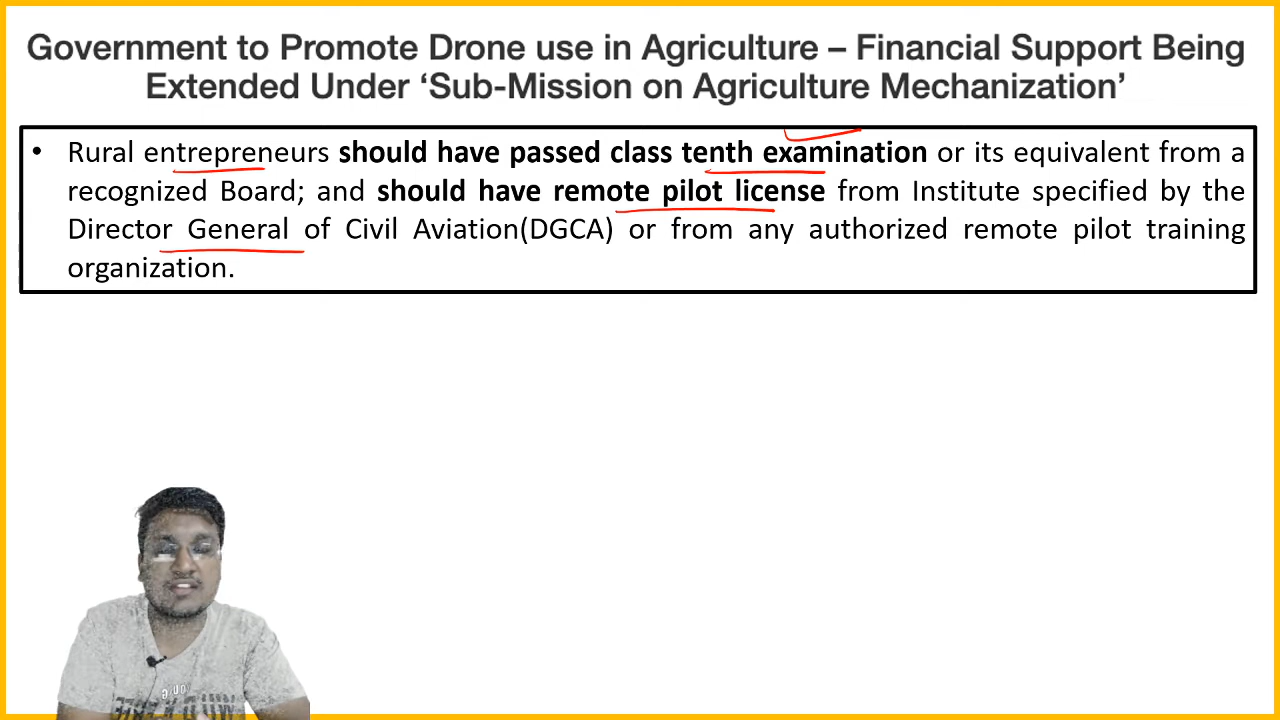 Government to Promote Drone use in Agriculture – Financial Support Being
Extended Under ‘Sub-Mission on Agriculture Mechanization’
• Rural entrepreneurs should have passed class tenth examination or its equivalent from a
recognized Board; and should have remote pilot license from Institute specified by the
Director General of Civil Aviation(DGCA) or from any authorized remote pilot training
organization.